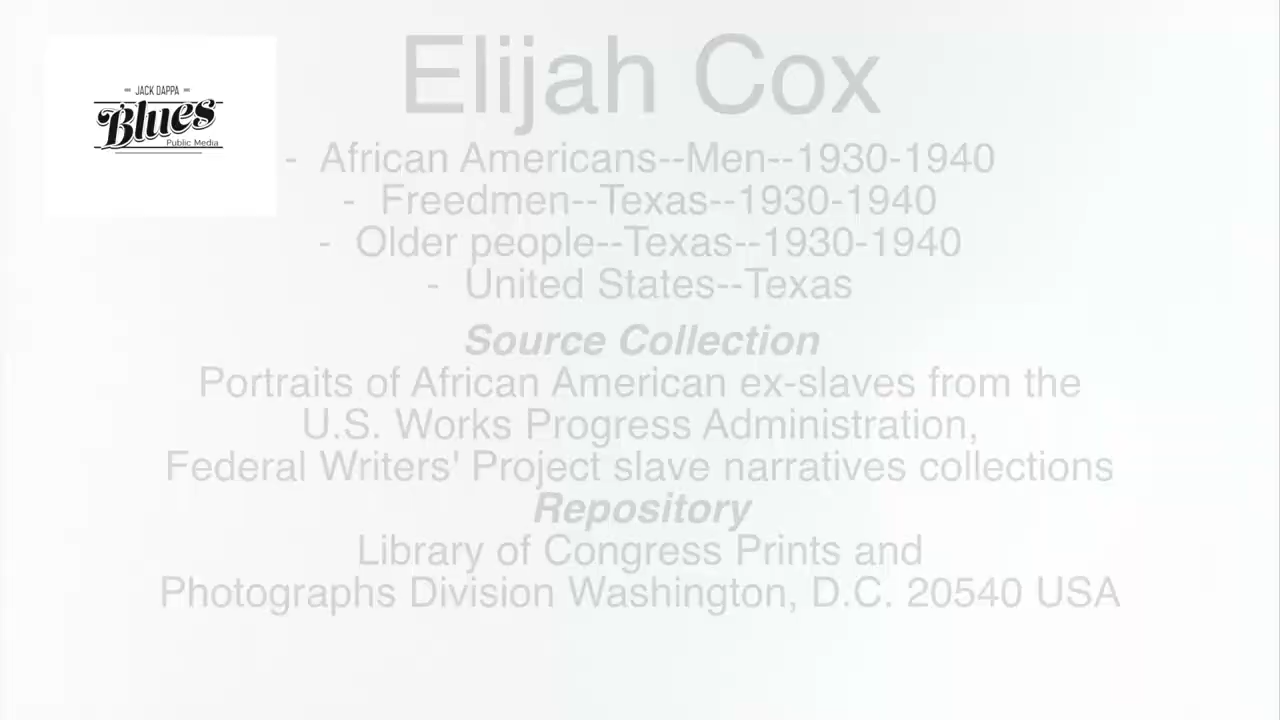 JACK DAPPA
Blues
Public Media
Elijah Cox
- African Americans--Men--1930-1940
- Freedmen--Texas--1930-1940
- Older people--Texas--1930-1940
- United States--Texas
Source Collection
Portraits of African American ex-slaves from the
U.S. Works Progress Administration,
Federal Writers' Project slave narratives collections
Repository
Library of Congress Prints and
Photographs Division Washington, D.C. 20540 USA